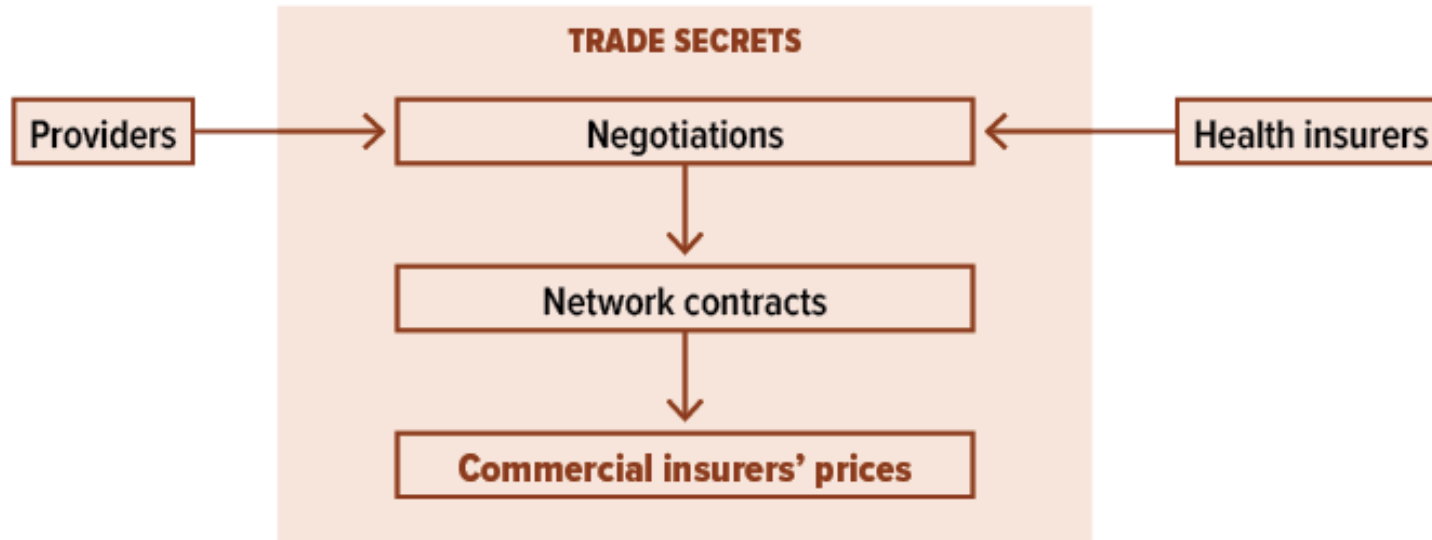 TRADE SECRETS
Providers
Negotiations
Health insurers
Network contracts
Commercial insurers’ prices